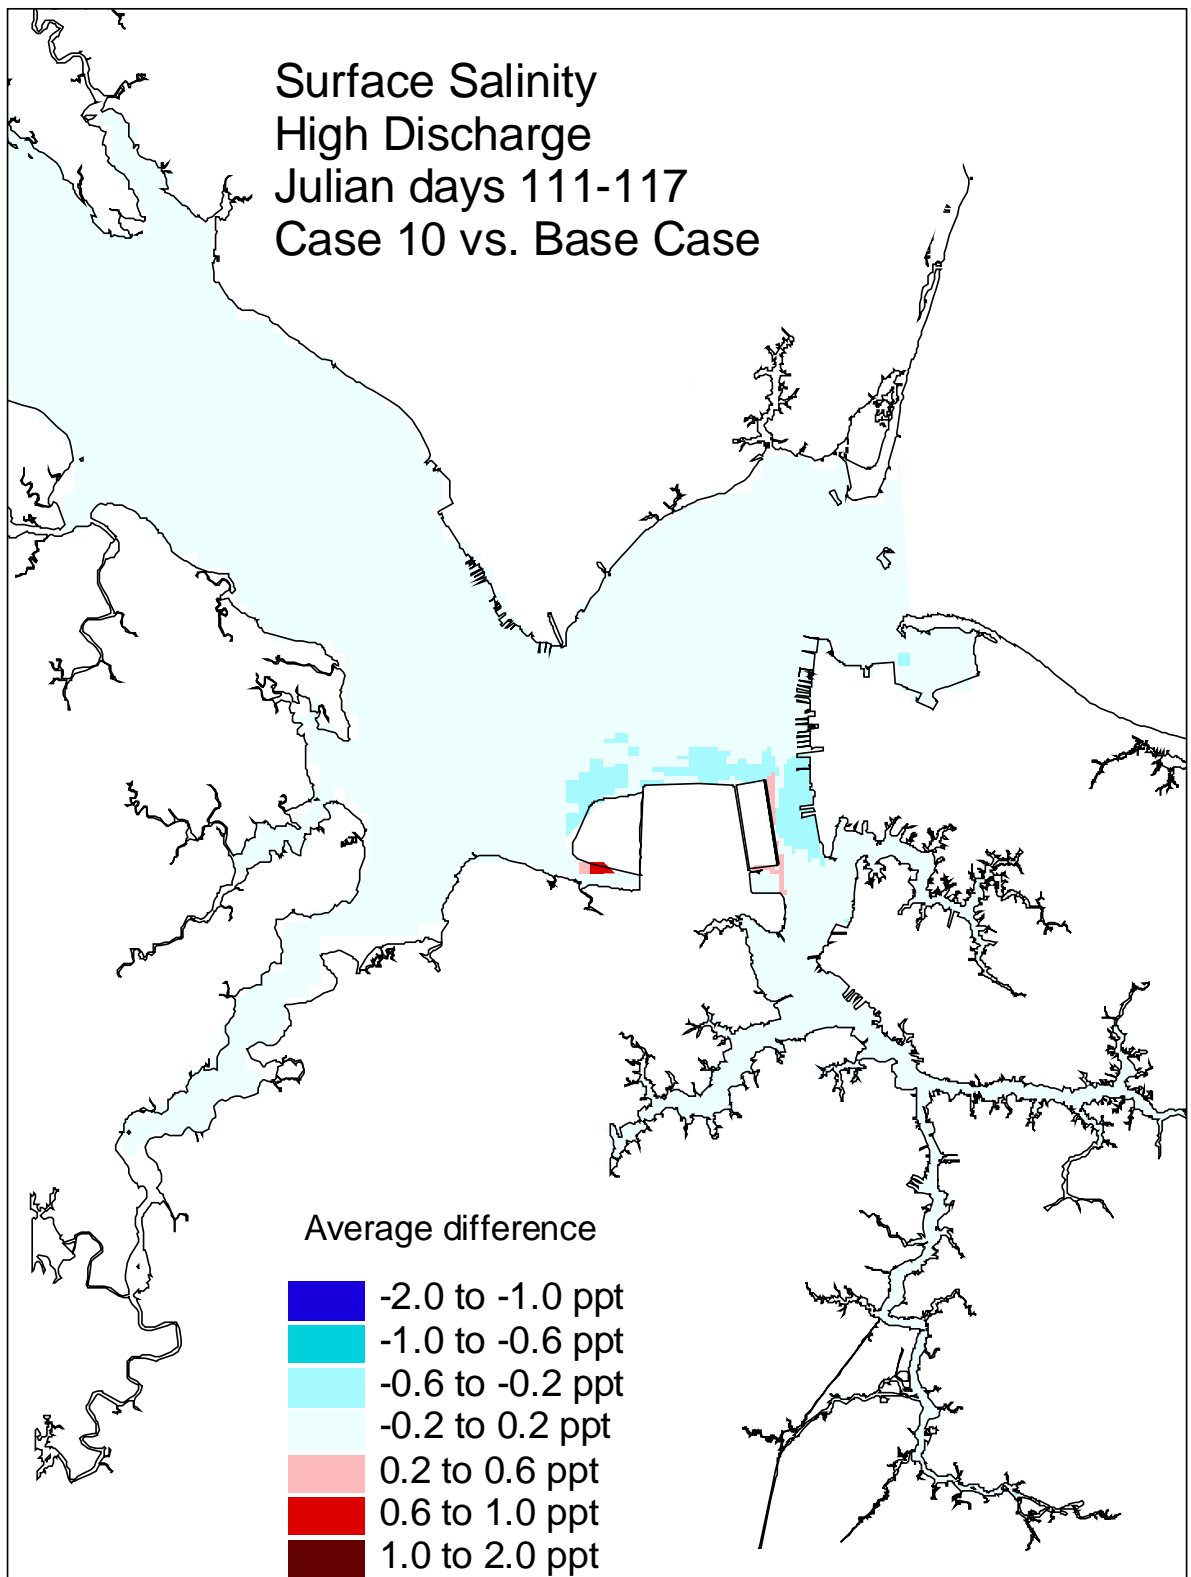 Surface Salinity
High Discharge
Julian days 111-117
Case 10 vs. Base Case
Average difference
-2.0 to -1.0 ppt
-1.0 to -0.6 ppt
-0.6 to -0.2 ppt
-0.2 to 0.2 ppt
0.2 to 0.6 ppt
0.6 to 1.0 ppt
1.0 to 2.0 ppt